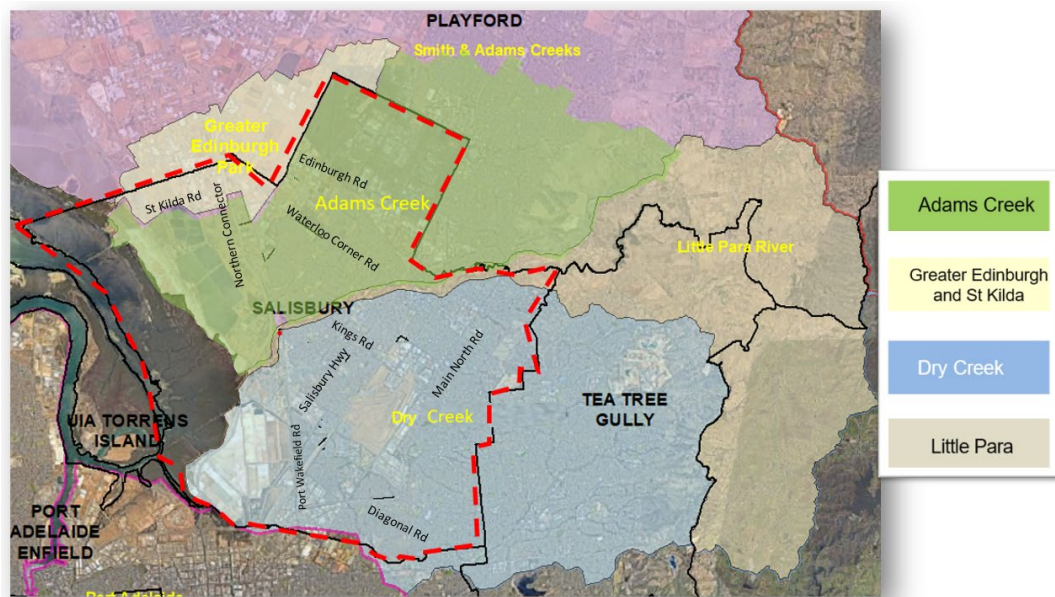 PLAYFORD
Smith & Adams Creeks
Greater
Edinburgh
Park
Edinburgh Rd
St Kilda Rd
Adams Creek
Northern Connector
Waterloo Corner Rd
Little Para River
SALISBURY
Kings Rd
Salisbury Hwy
Main North Rd
TEA TREE
GULLY
Dry Creek
UIA TORRENS
ISLAND
Port Wakefield Rd
Diagonal Rd
PORT
ADELAIDE
ENFIELD
Port Adelaide
Adams Creek
Greater Edinburgh
and St Kilda
Dry Creek
Little Para